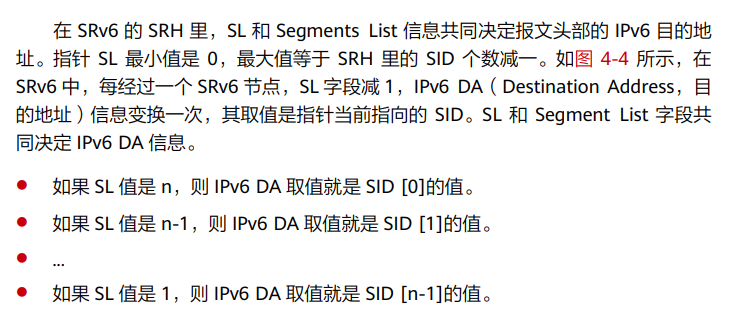 在 SRv6 的 SRH 里，SL 和 Segments List 信息共同决定报文头部的 IPv6 目的地
址。指针 SL 最小值是 0，最大值等于 SRH 里的 SID 个数减一。如图 4-4 所示，在
SRv6 中，每经过一个 SRv6 节点，SL 字段减 1，IPv6 DA（Destination Address，目
的地址）信息变换一次，其取值是指针当前指向的 SID。SL 和 Segment List 字段共
同决定 IPv6 DA 信息。
● 如果 SL 值是 n，则 IPv6 DA 取值就是 SID [0]的值。
● 如果 SL 值是 n-1，则 IPv6 DA 取值就是 SID [1]的值。
● ...
● 如果 SL 值是 1，则 IPv6 DA 取值就是 SID [n-1]的值。